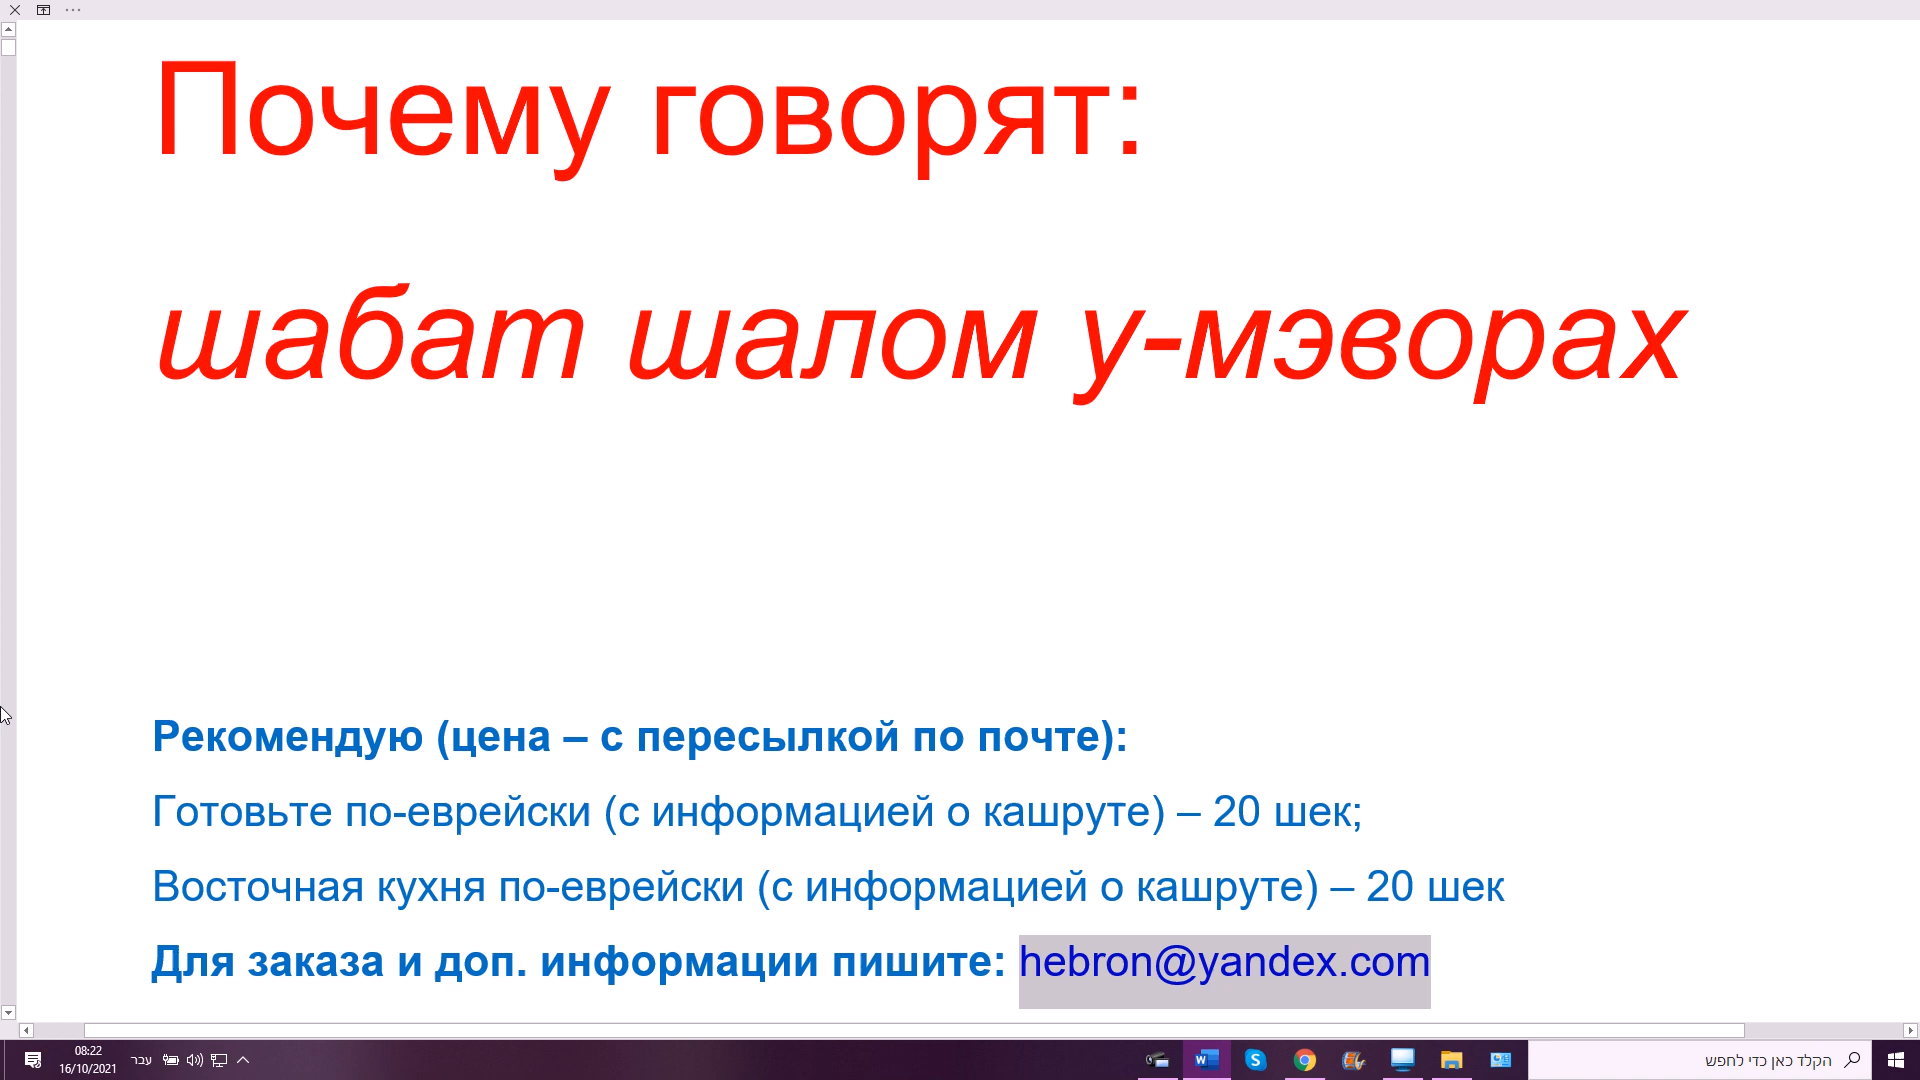 Почему говорят:
шабат шалом у-мэворах
Рекомендую (цена – с пересылкой по почте):
Готовьте по-еврейски (с информацией о кашруте) – 20 шек;
Восточная кухня по-еврейски (с информацией о кашруте) – 20 шек
Для заказа и доп. информации пишите: hebron@yandex.com
08:22
16/10/2021
עבר
הקלד כאן כדי לחפש